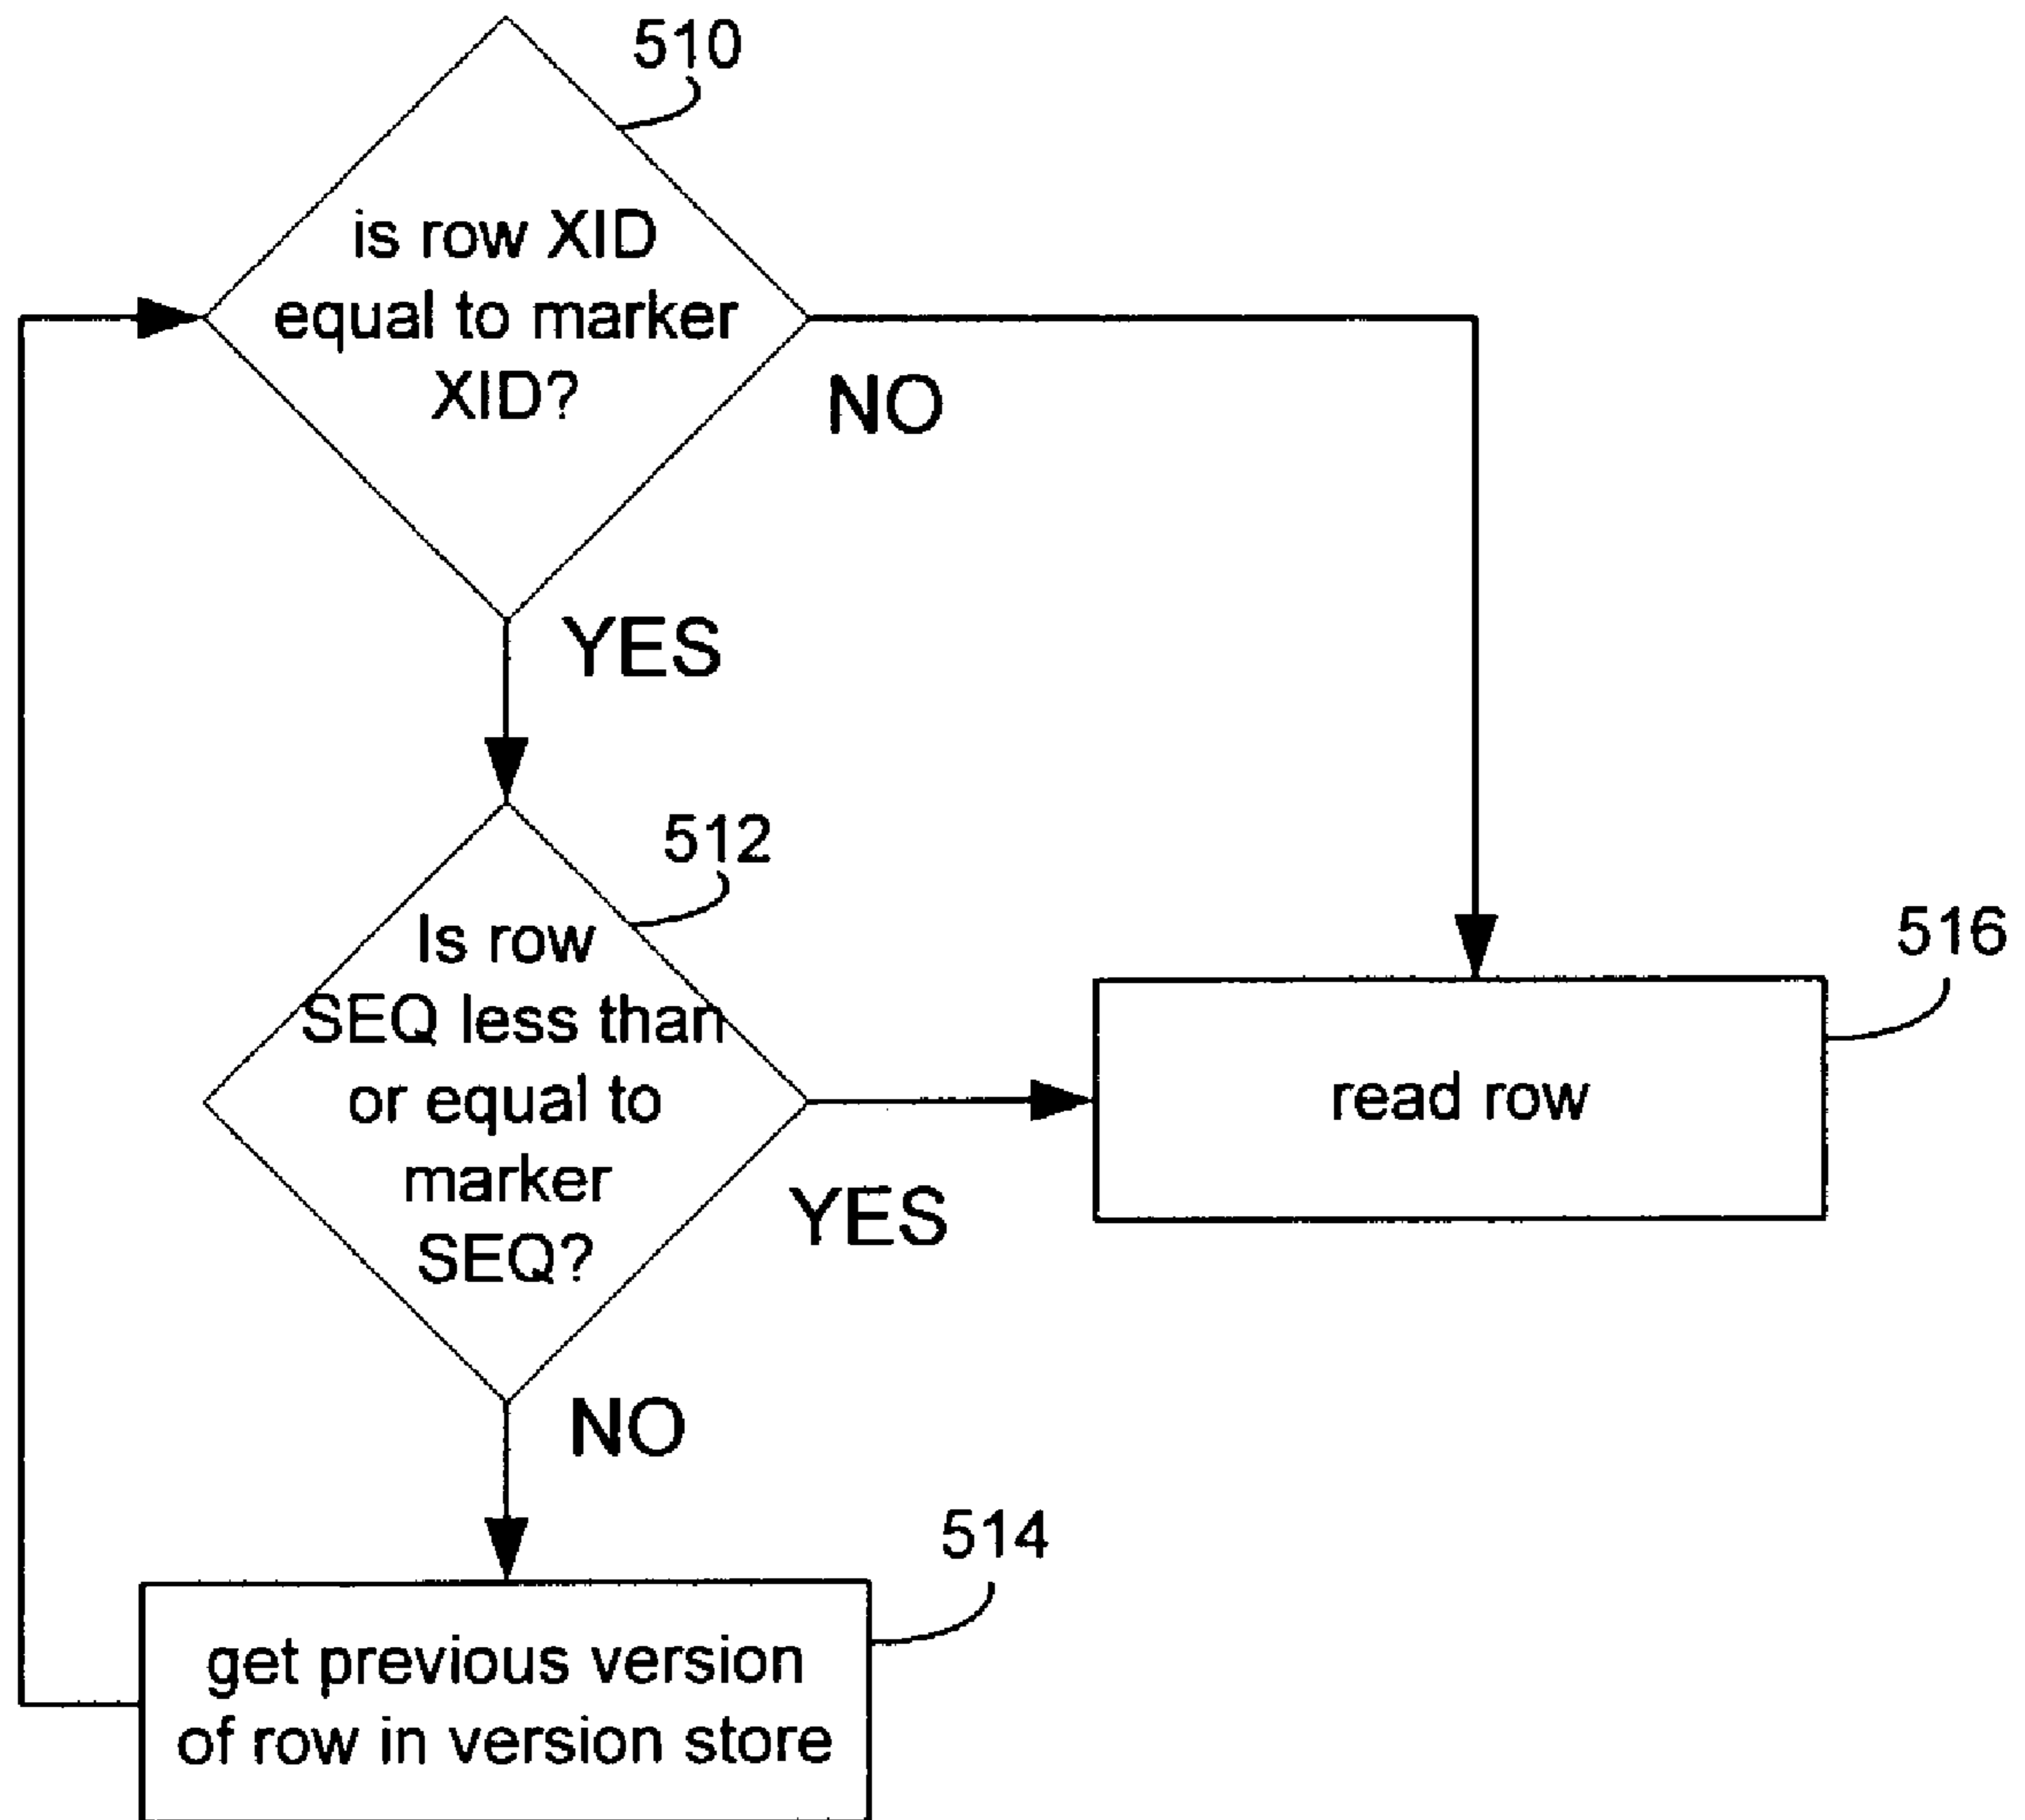 510
is row XID
equal to marker
XID?
NO
YES
512
Is row
SEQ less than
or equal to
marker
SEQ?
YES
516
read row
NO
514
get previous version
of row in version store